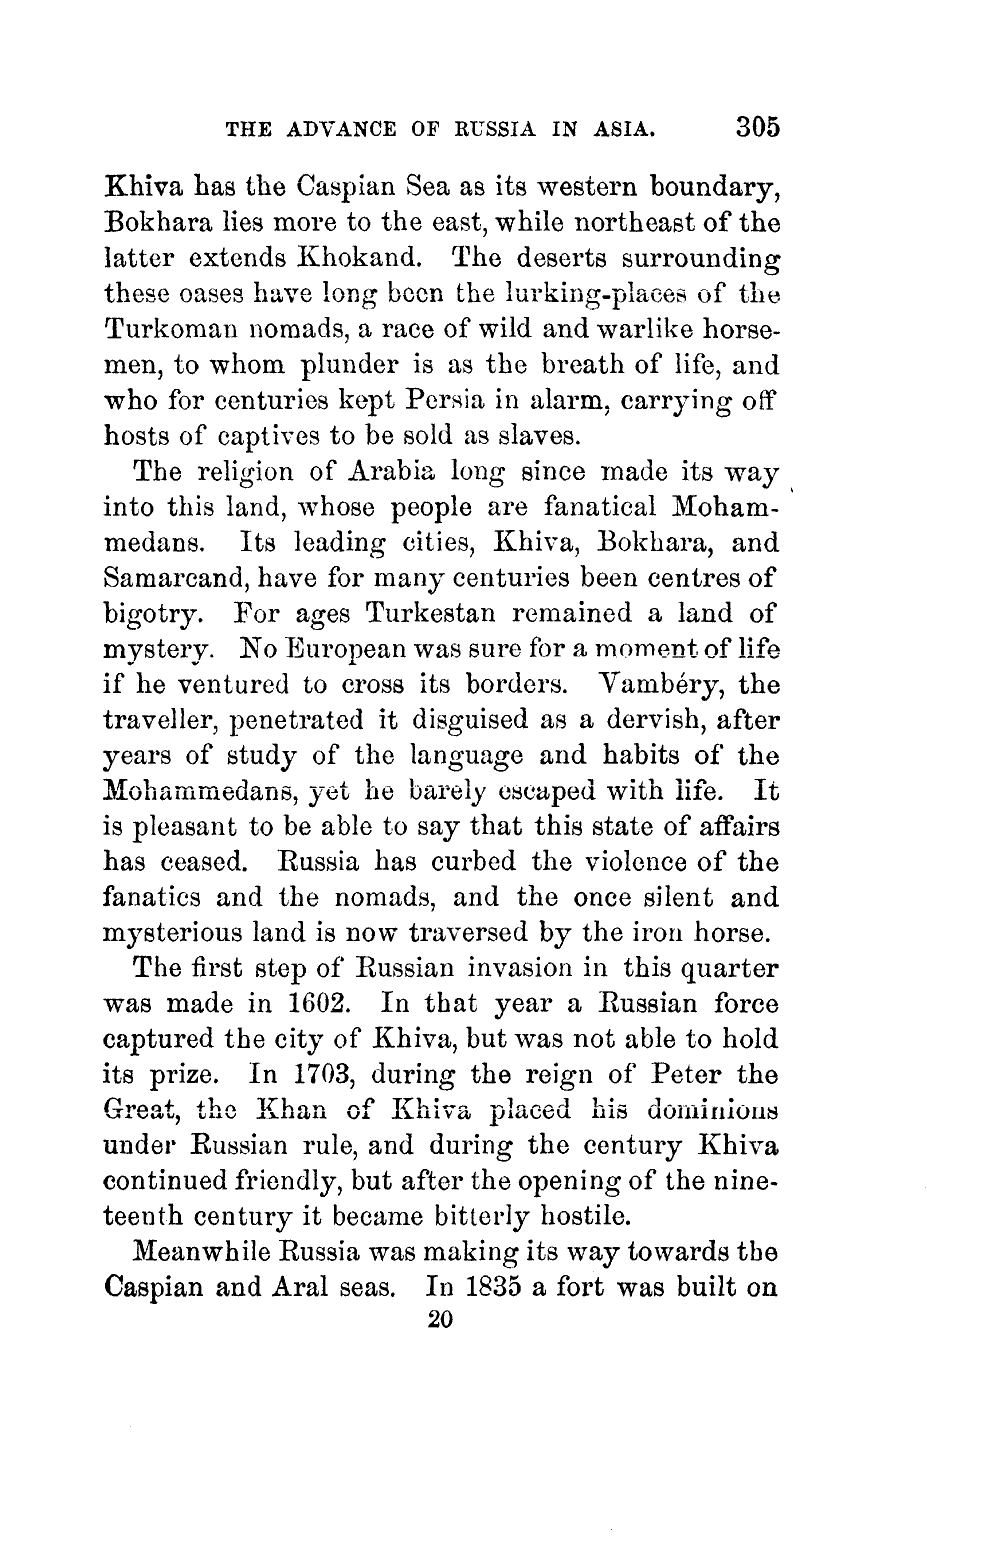 THE ADVANCE OF RUSSIA IN ASIA. 305
Khiva has the Caspian Sea as its western boundary,
Bokhara lies more to the east, while northeast of the
latter extends Khokand. The deserts surrounding
these oases have long been the lurking-places of the
Turkoman nomads, a race of wild and warlike horse-
men, to whom plunder is as the breath of life, and
who for centuries kept Persia in alarm, carrying off
hosts of captives to be sold as slaves.
The religion of Arabia long since made its way
into this land, whose people are fanatical Moham-
medans. Its leading cities, Khiva, Bokhara, and
Samarcand, have for many centuries been centres of
bigotry. For ages Turkestan remained a land of
mystery. No European was sure for a moment of life
if he ventured to cross its borders. Vambéry, the
traveller, penetrated it disguised as a dervish, after
years of study of the language and habits of the
Mohammedans, yet he barely escaped with life. It
is pleasant to be able to say that this state of affairs
has ceased. Russia has curbed the violence of the
fanatics and the nomads, and the once silent and
mysterious land is now traversed by the iron horse.
The first step of Russian invasion in this quarter
was made in 1602. In that year a Russian force
captured the city of Khiva, but was not able to hold
its prize. In 1703, during the reign of Peter the
Great, the Khan of Khiva placed his dominions
under Russian rule, and during the century Khiva
continued friendly, but after the opening of the nine-
teenth century it became bitterly hostile.
Meanwhile Russia was making its way towards the
Caspian and Aral seas. In 1835 a fort was built on
20